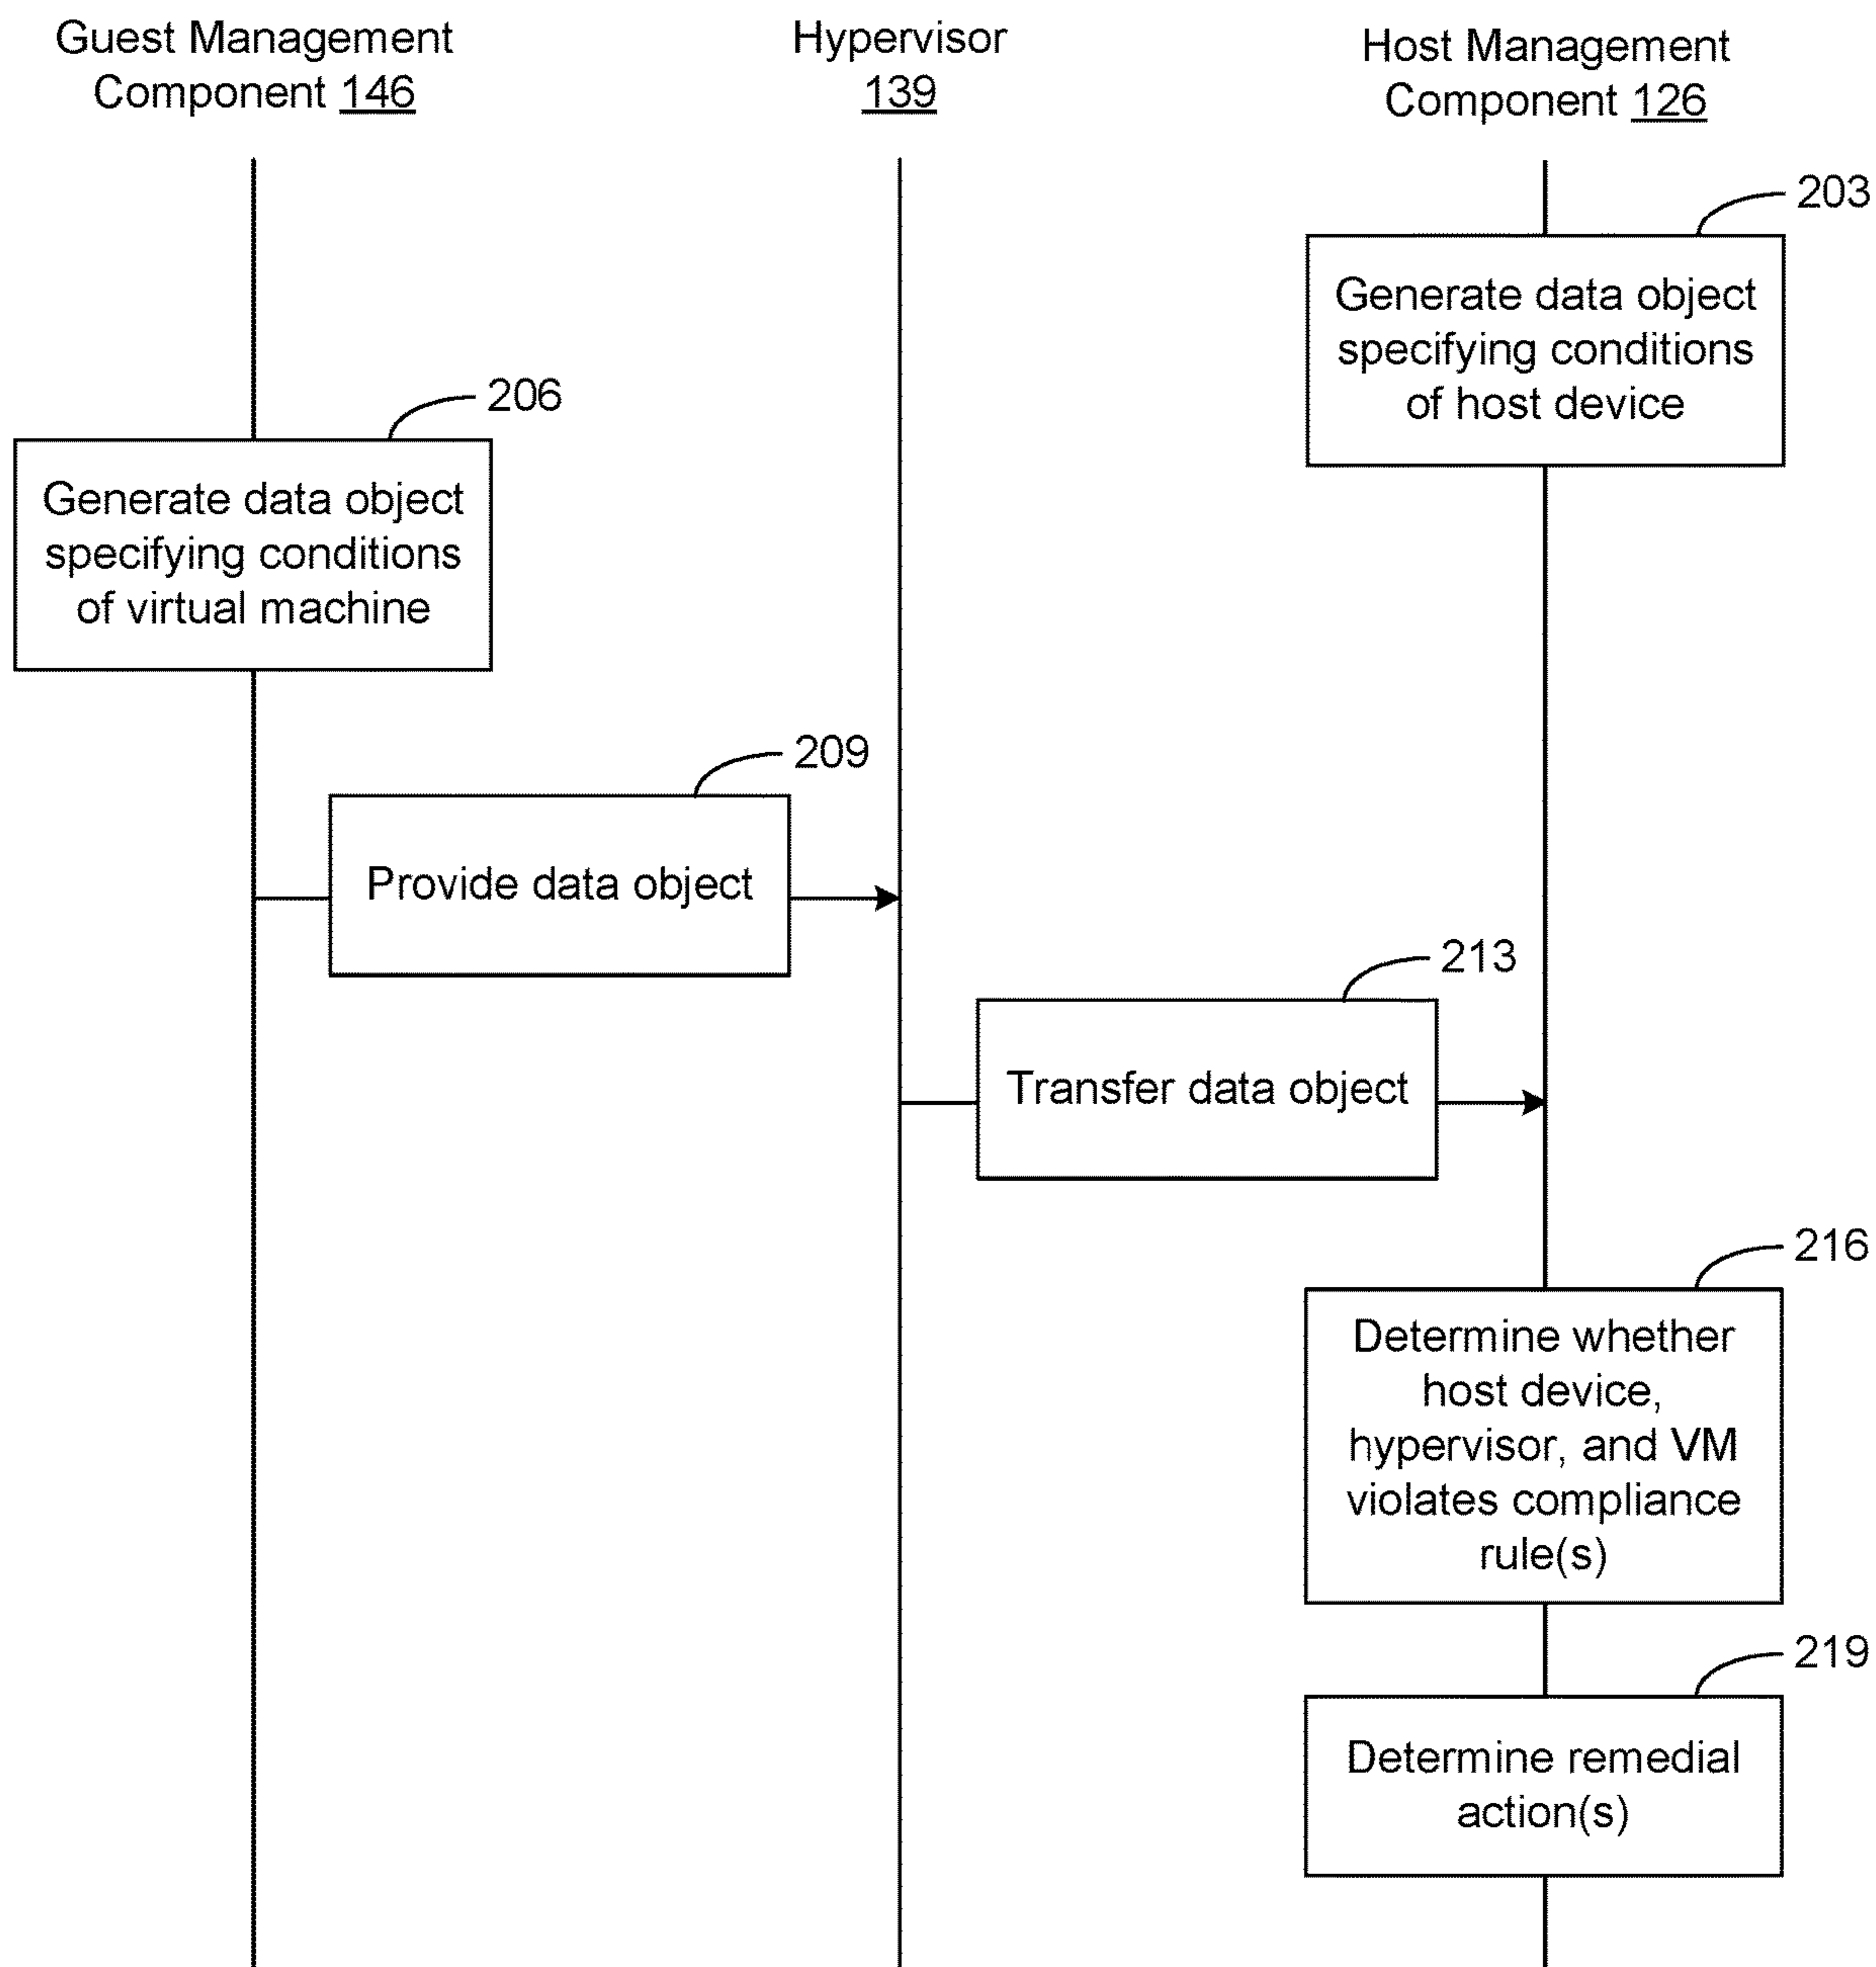 Guest Management
Component 146
Hypervisor
139
Host Management
Component 126
203
Generate data object
specifying conditions
of host device
206
Generate data object
specifying conditions
of virtual machine
209
Provide data object
213
Transfer data object
216
Determine whether
host device,
hypervisor, and VM
violates compliance
rule(s)
219
Determine remedial
action(s)